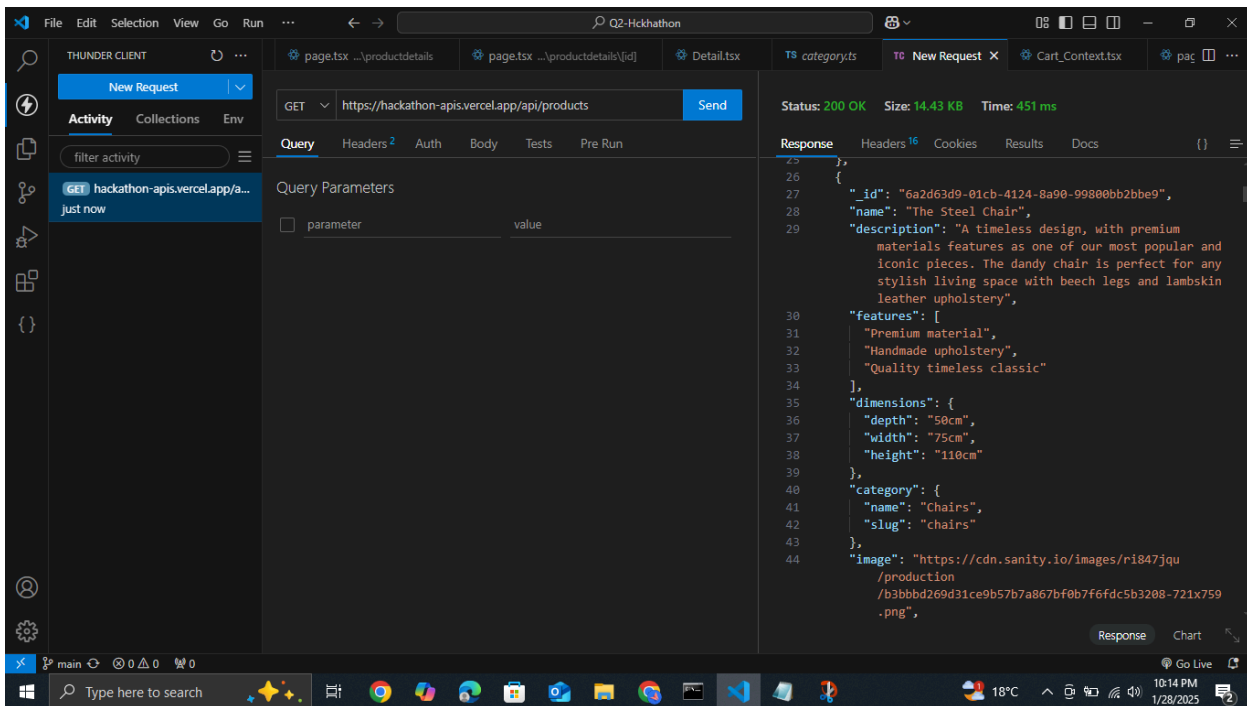 File Edit Selection View Go Run ··· Q2-Hckhathon
THUNDER CLIENT
page.tsx ...\productdetails page.tsx ...\productdetails\[id] Detail.tsx TS category.ts TC New Request Cart_Context.tsx
New Request
Activity Collections Env
filter activity
GET hackathon-apis.vercel.app/a...
just now
GET https://hackathon-apis.vercel.app/api/products Send
Query Headers 2 Auth Body Tests Pre Run
Query Parameters
parameter value
Status: 200 OK Size: 14.43 KB Time: 451 ms
Response Headers 16 Cookies Results Docs {}
25 },
26 {
27 "_id": "6a2d63d9-01cb-4124-8a90-99800bb2bbe9",
28 "name": "The Steel Chair",
29 "description": "A timeless design, with premium
materials features as one of our most popular and
iconic pieces. The dandy chair is perfect for any
stylish living space with beech legs and lambskin
leather upholstery",
30 "features": [
31 "Premium material",
32 "Handmade upholstery",
33 "Quality timeless classic"
34 ],
35 "dimensions": {
36 "depth": "50cm",
37 "width": "75cm",
38 "height": "110cm"
39 },
40 "category": {
41 "name": "Chairs",
42 "slug": "chairs"
43 },
44 "image": "https://cdn.sanity.io/images/ri847jqu
/production
/b3bbbd269d31ce9b57b7a867bf0b7f6fdc5b3208-721x759
.png",
Response Chart
main 0 0 0 Go Live
Type here to search 18°C 10:14 PM
1/28/2025 2